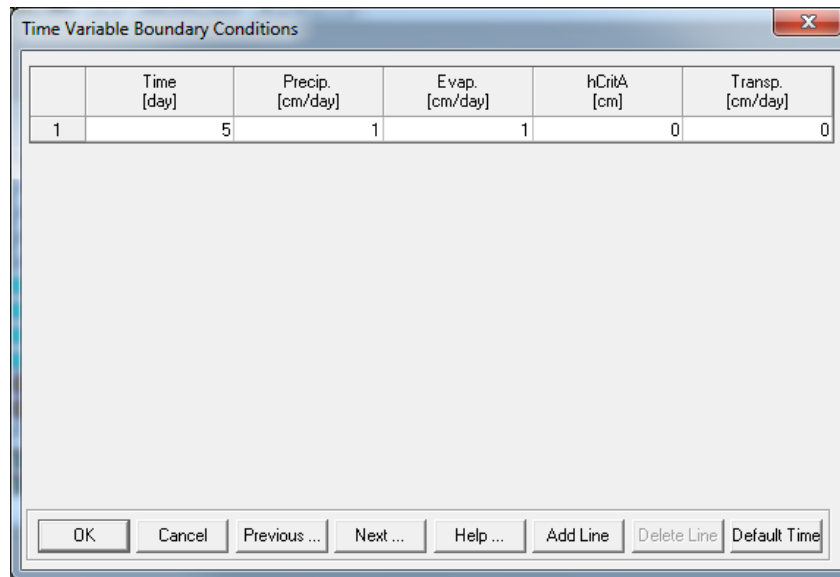 Time Variable Boundary Conditions
Time Precip. Evap. hCritA Transp.
[day] [cm/day] [cm/day] [cm] [cm/day]
1 5 1 1 0 0
OK Cancel Previous ... Next ... Help ... Add Line Delete Line Default Time